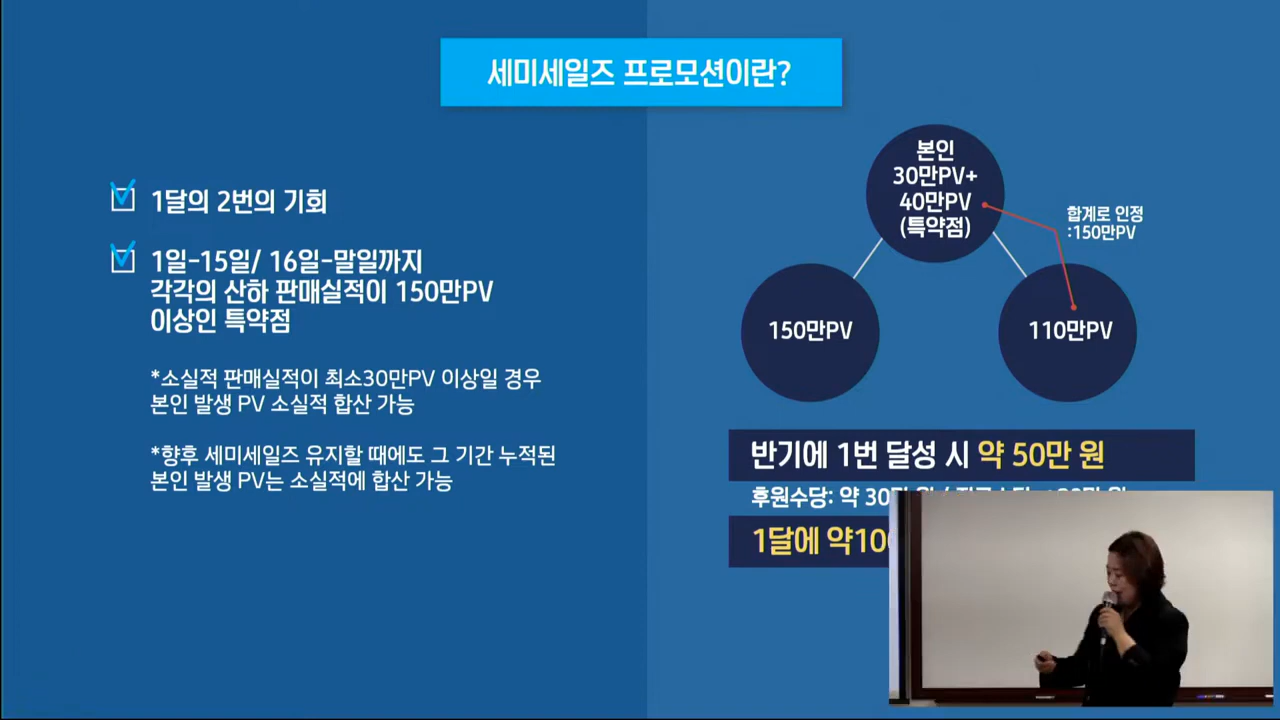 세미세일즈 프로모션이란?
1달의 2번의 기회
1일-15일/ 16일-말일까지
각각의 산하 판매실적이 150만PV
이상인 특약점
*소실적 판매실적이 최소30만PV 이상일 경우
본인 발생 PV 소실적 합산 가능
*향후 세미세일즈 유지할 때에도 그 기간 누적된
본인 발생 PV는 소실적에 합산 가능
본인
30만PV+
40만PV
(특약점)
합계로 인정
:150만PV
150만PV
110만PV
반기에 1번 달성 시 약 50만 원
후원수당: 약
1달에 약